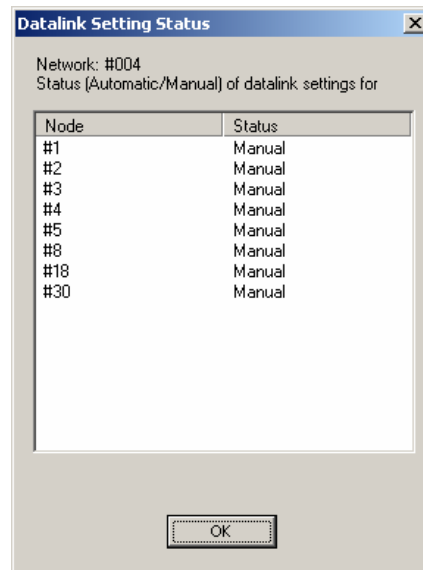 Datalink Setting Status
Network: #004
Status (Automatic/Manual) of datalink settings for
Node Status
#1 Manual
#2 Manual
#3 Manual
#4 Manual
#5 Manual
#8 Manual
#18 Manual
#30 Manual
OK